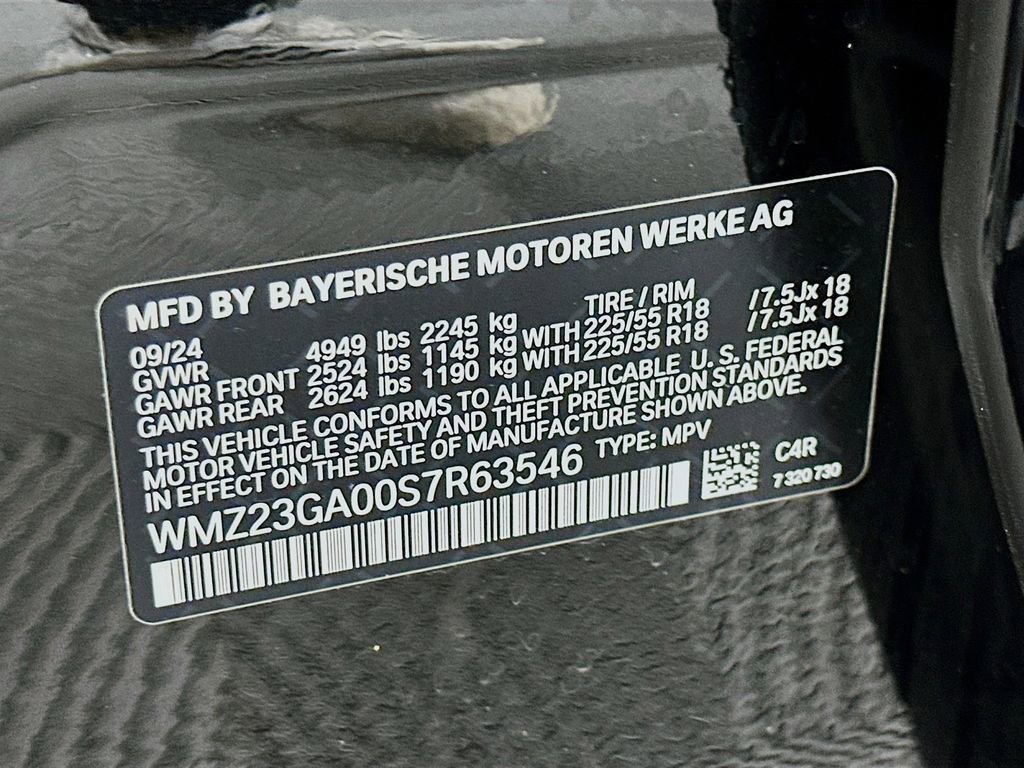 MFD BY BAYERISCHE MOTOREN WERKE AG
09/24 TIRE / RIM
GVWR 4949 lbs 2245 kg
GAWR FRONT 2524 lbs 1145 kg WITH 225/55 R18 /7.5Jx 18
GAWR REAR 2624 lbs 1190 kg WITH 225/55 R18 /7.5Jx 18
THIS VEHICLE CONFORMS TO ALL APPLICABLE U. S. FEDERAL
MOTOR VEHICLE SAFETY AND THEFT PREVENTION STANDARDS
IN EFFECT ON THE DATE OF MANUFACTURE SHOWN ABOVE.
WMZ23GA00S7R63546 TYPE: MPV
C4R
7 320 730